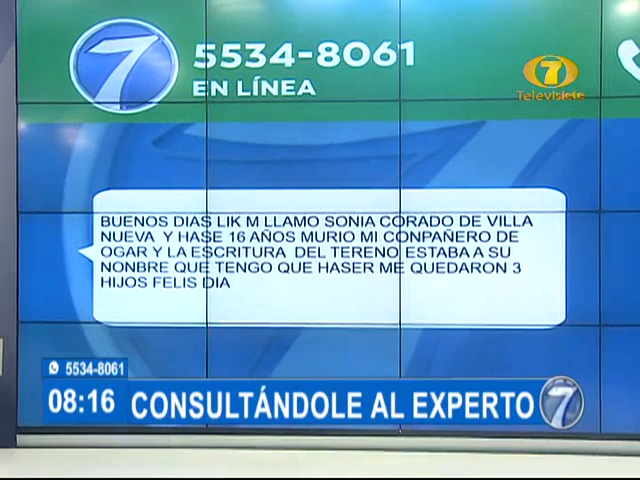 7
5534-8061
EN LÍNEA
7
Televisiete
BUENOS DIAS LIK M LLAMO SONIA CORADO DE VILLA
NUEVA Y HASE 16 AÑOS MURIO MI CONPAÑERO DE
OGAR Y LA ESCRITURA DEL TERENO ESTABA A SU
NONBRE QUE TENGO QUE HASER ME QUEDARON 3
HIJOS FELIS DIA
5534-8061
08:16
CONSULTÁNDOLE AL EXPERTO
7